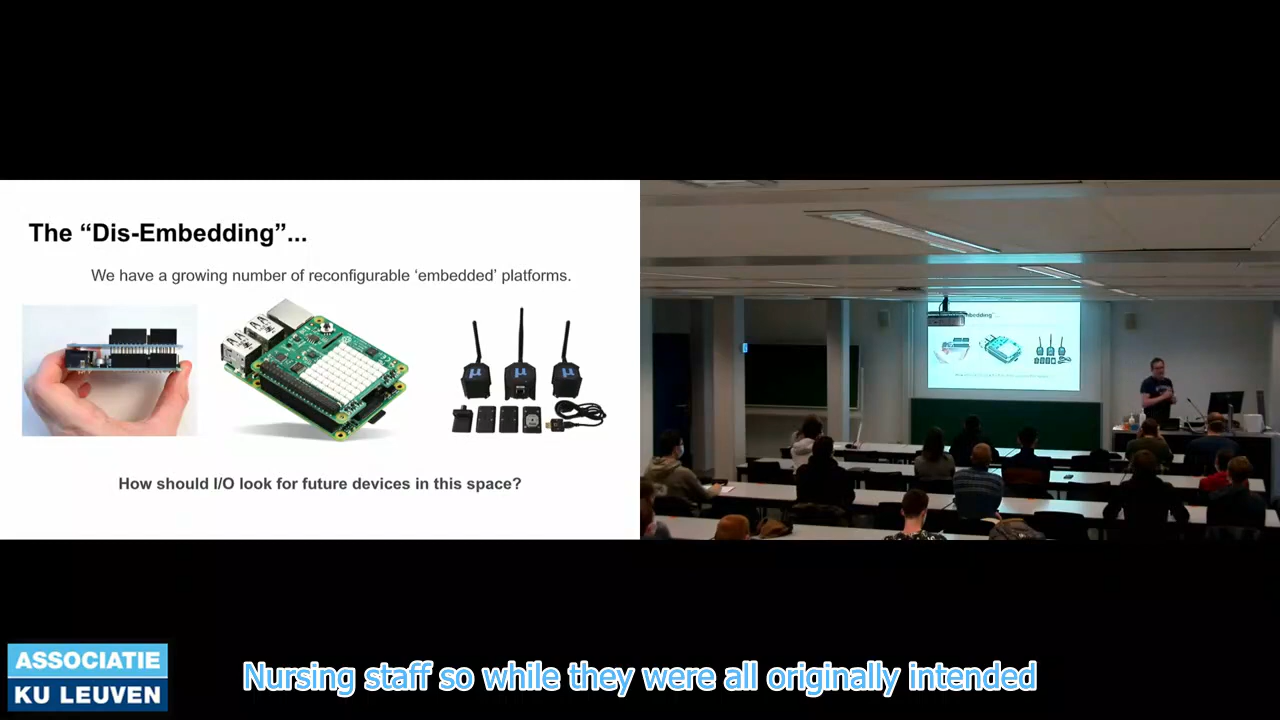 The “Dis-Embedding”...
We have a growing number of reconfigurable ‘embedded’ platforms.
µ µ µ
How should I/O look for future devices in this space?
bedding”...
ASSOCIATIE
KU LEUVEN
Nursing staff so while they were all originally intended